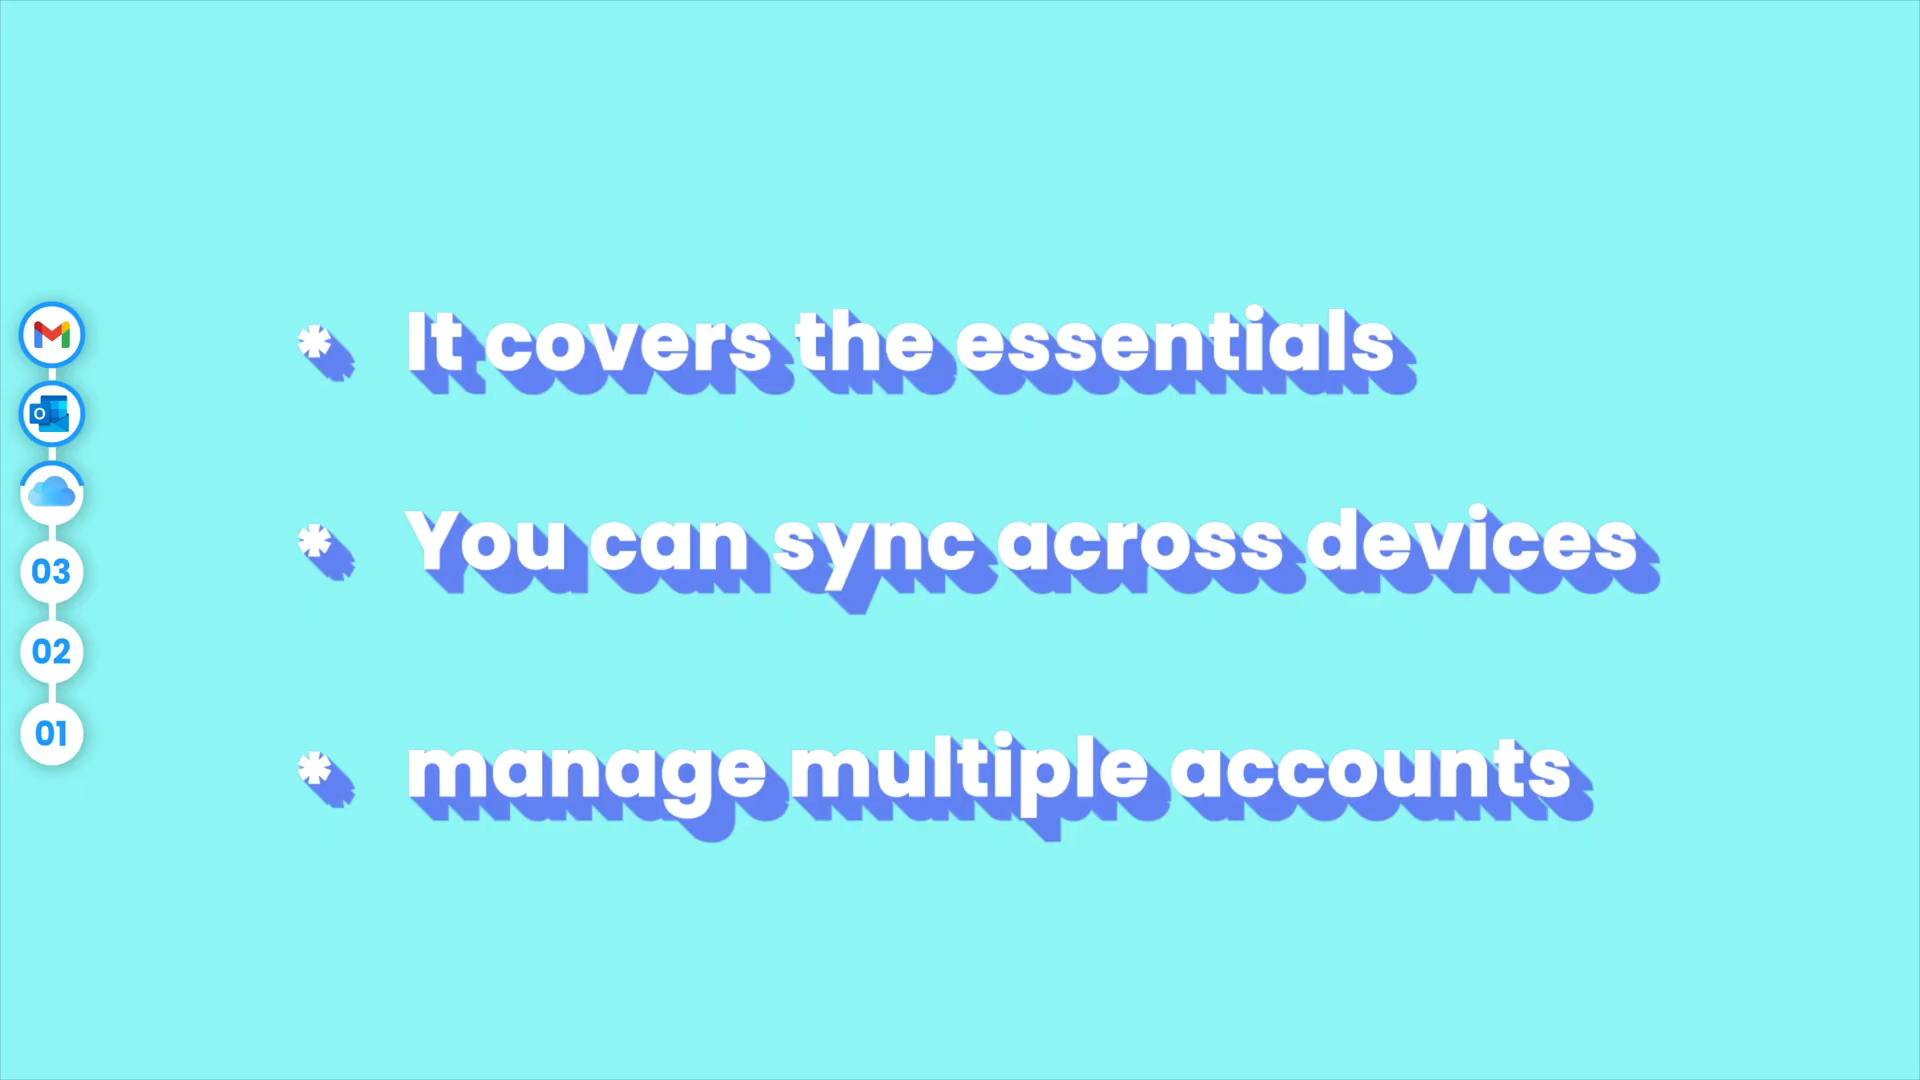 * It covers the essentials
* You can sync across devices
* manage multiple accounts
O
03
02
01